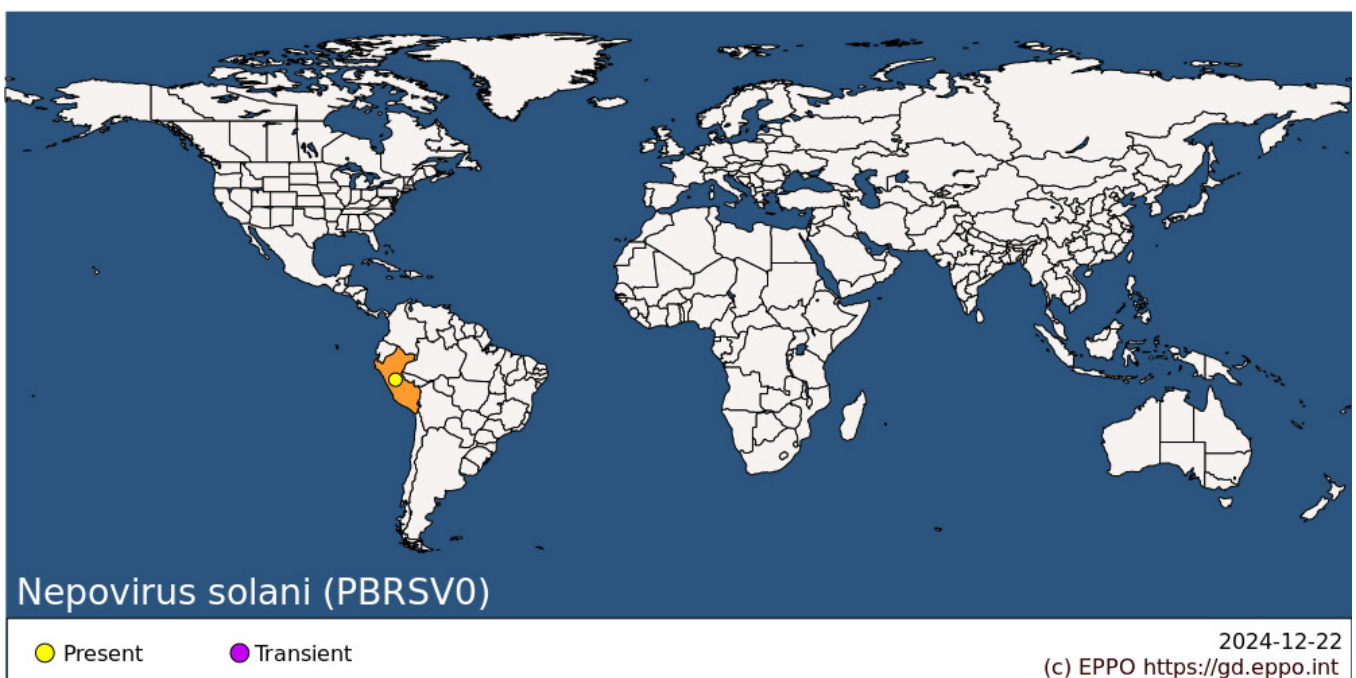 Nepovirus solani (PBRSV0)
Present
Transient
2024-12-22
(c) EPPO https://gd.eppo.int